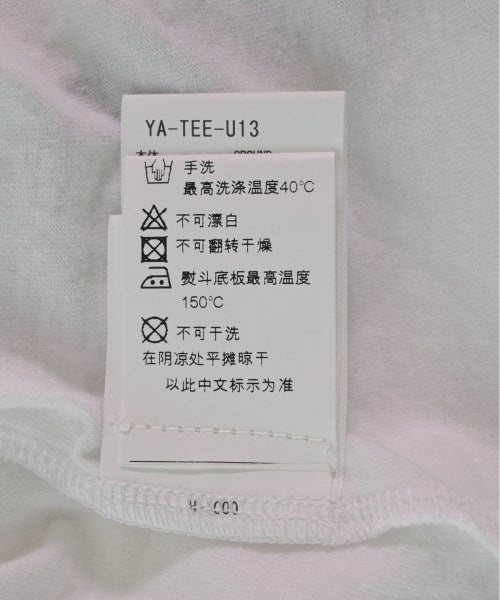 YA-TEE-U13
手洗
最高洗涤温度40℃
不可漂白
不可翻转干燥
熨斗底板最高温度
150℃
不可干洗
在阴凉处平摊晾干
以此中文标示为准